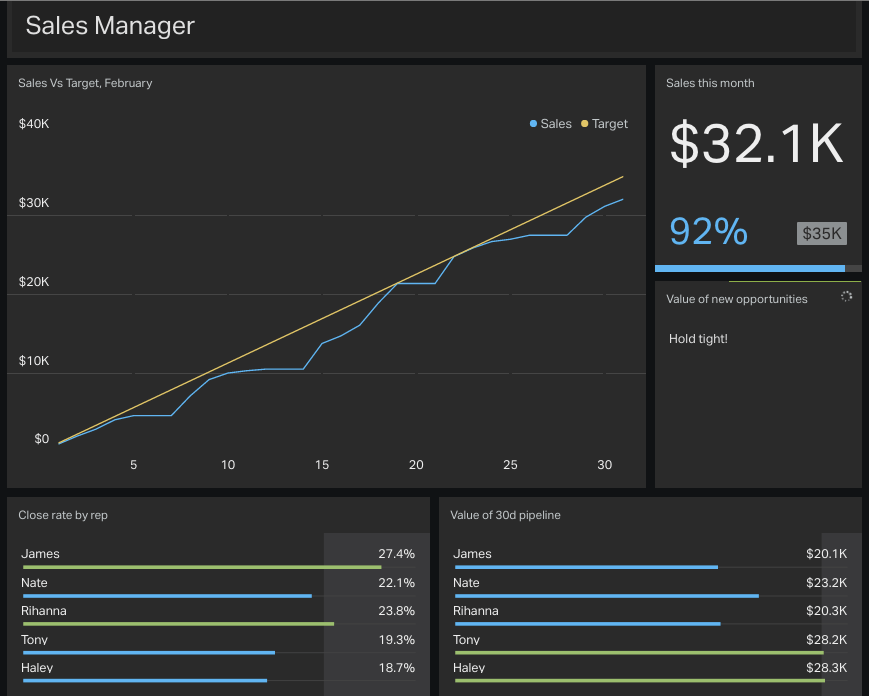 Sales Manager
Sales Vs Target, February
$40K
Sales
Target
$30K
$20K
$10K
$0
5
10
15
20
25
30
Sales this month
$32.1K
92%
$35K
Value of new opportunities
Hold tight!
Close rate by rep
James 27.4%
Nate 22.1%
Rihanna 23.8%
Tony 19.3%
Haley 18.7%
Value of 30d pipeline
James $20.1K
Nate $23.2K
Rihanna $20.3K
Tony $28.2K
Haley $28.3K